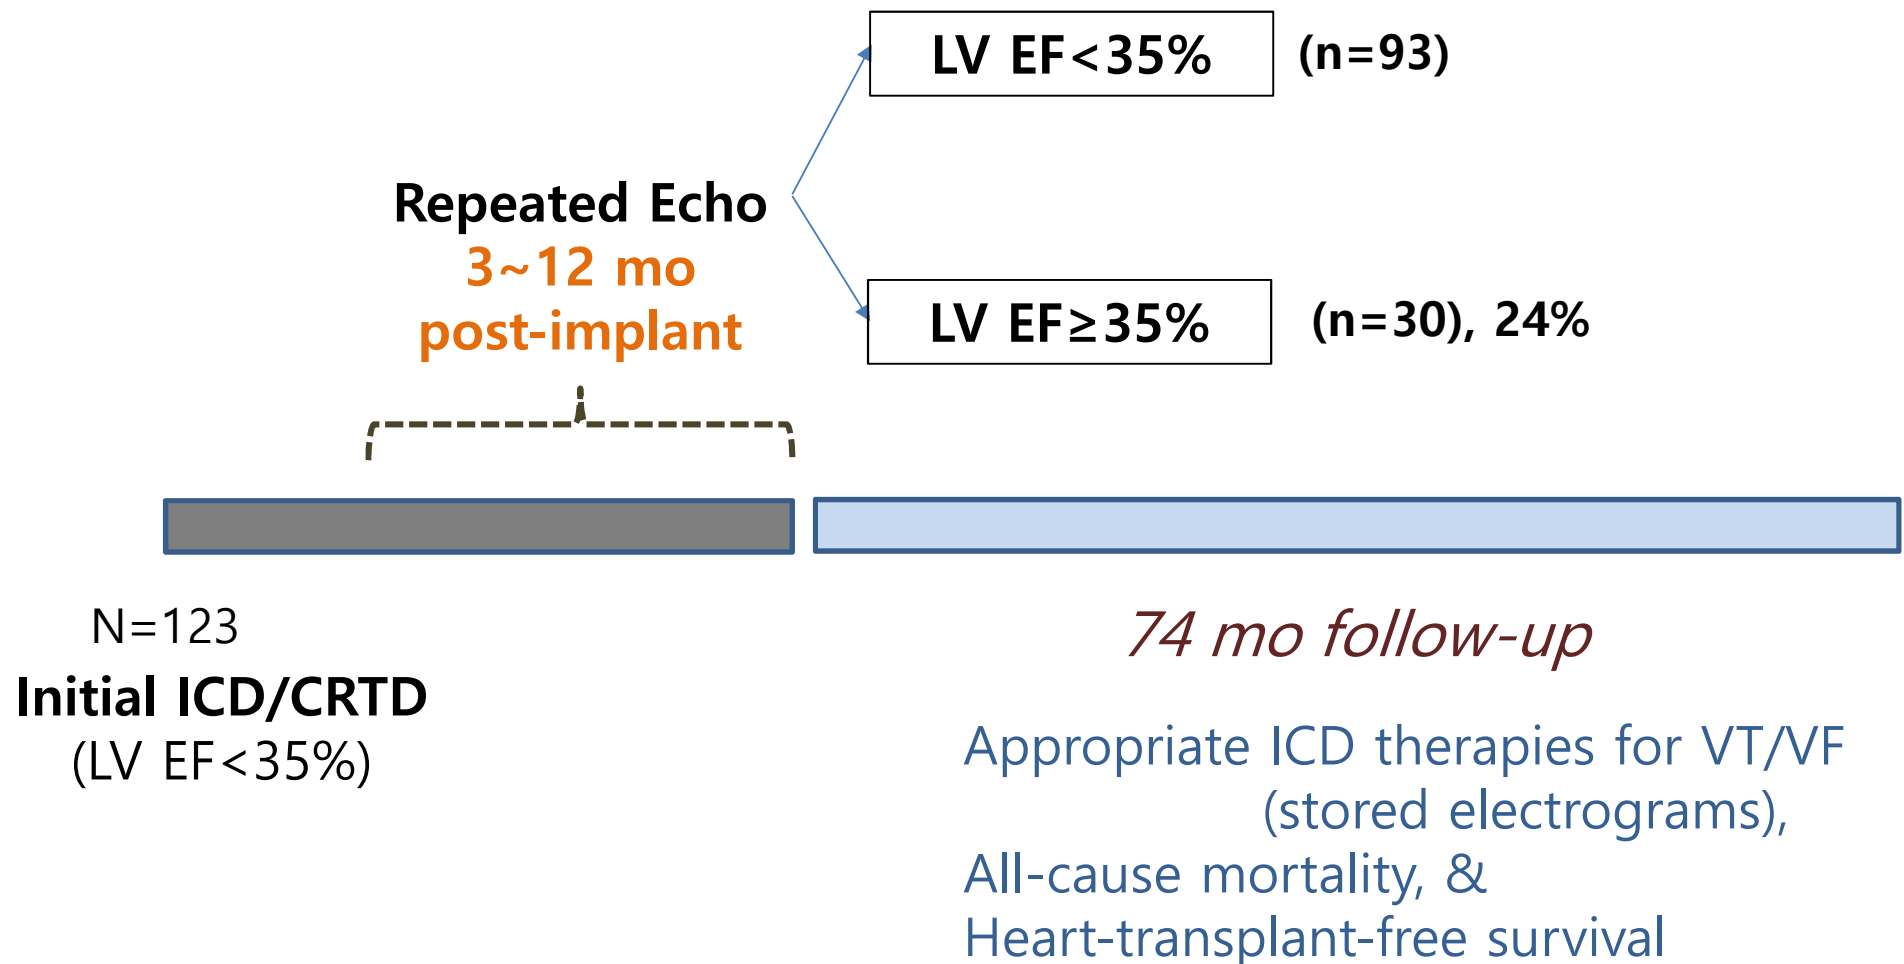 LV EF<35% (n=93)
Repeated Echo
3~12 mo
post-implant
LV EF≥35% (n=30), 24%
N=123
Initial ICD/CRTD
(LV EF<35%)
74 mo follow-up
Appropriate ICD therapies for VT/VF
(stored electrograms),
All-cause mortality, &
Heart-transplant-free survival